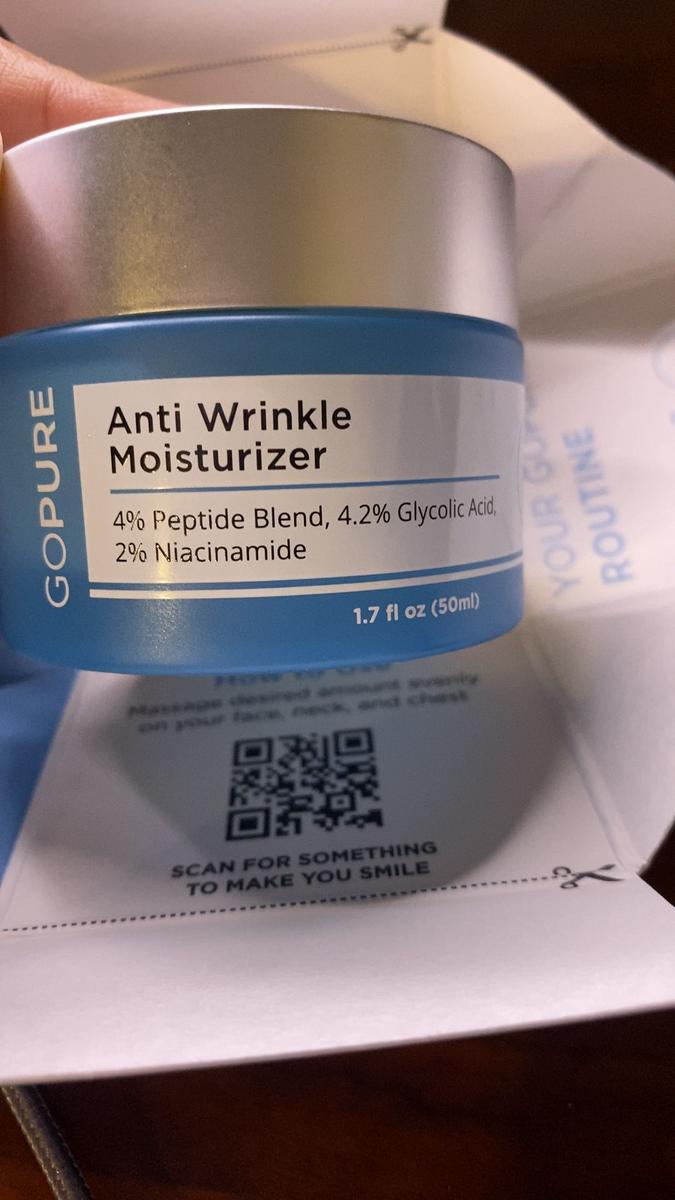 GOPURE
Anti Wrinkle
Moisturizer
4% Peptide Blend, 4.2% Glycolic Acid,
2% Niacinamide
1.7 fl oz (50ml)
YOUR
ROUTINE
How to Use
Massage desired amount evenly
on your face, neck, and chest
SCAN FOR SOMETHING
TO MAKE YOU SMILE